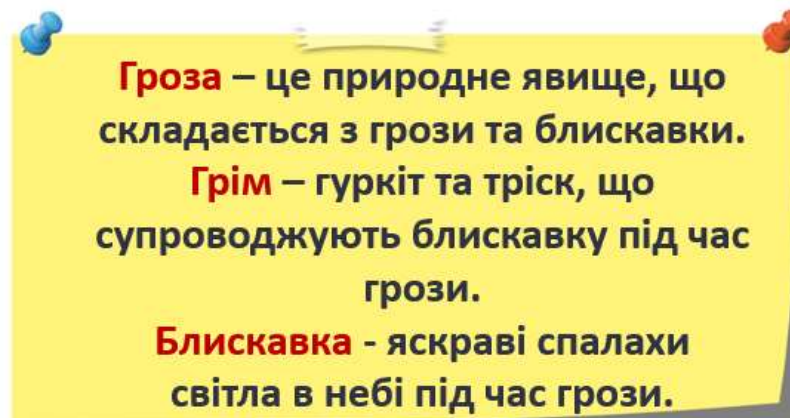 Гроза – це природне явище, що
складається з грози та блискавки.
Грім – гуркіт та тріск, що
супроводжують блискавку під час
грози.
Блискавка - яскраві спалахи
світла в небі під час грози.